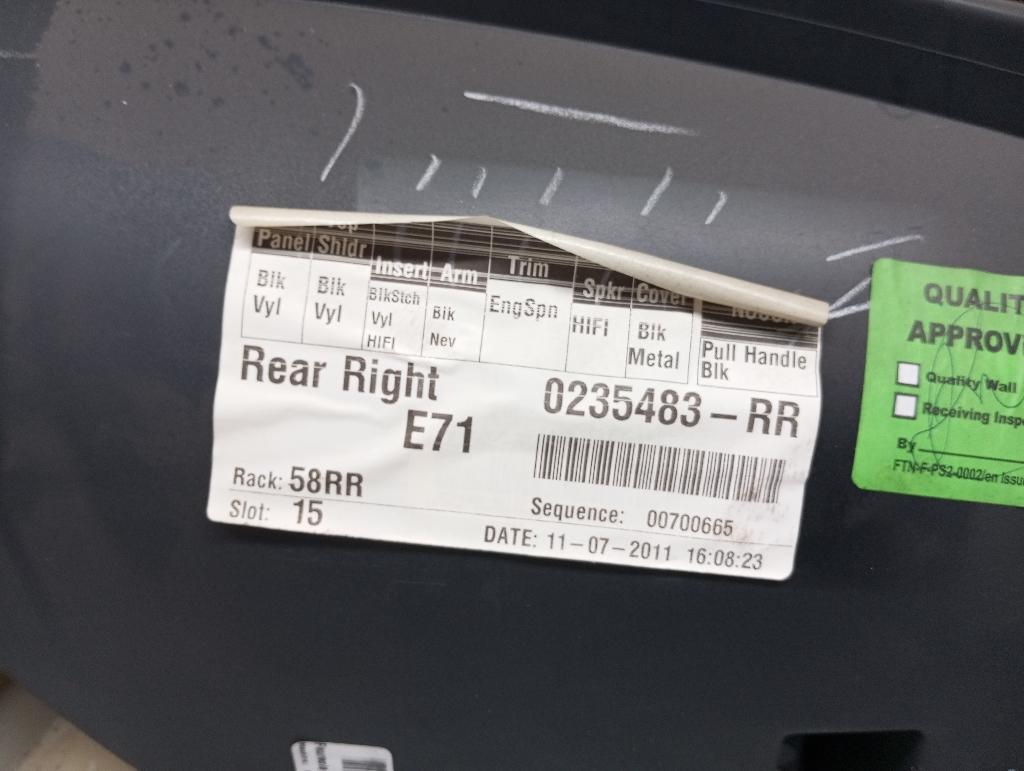 Panel Shldr Insert Arm Trim Spkr Cover
Blk Vyl
Blk Vyl
BlkStch Vyl HIFI
Blk Nev
EngSpn
HIFI
Blk Metal
Pull Handle Blk
Rear Right
E71
0235483-RR
Rack: 58RR
Slot: 15
Sequence: 00700665
DATE: 11-07-2011 16:08:23
QUALIT
APPROV
Quality Wall
Receiving Inspe
By
FTN-F-PS2-0002/en Issu